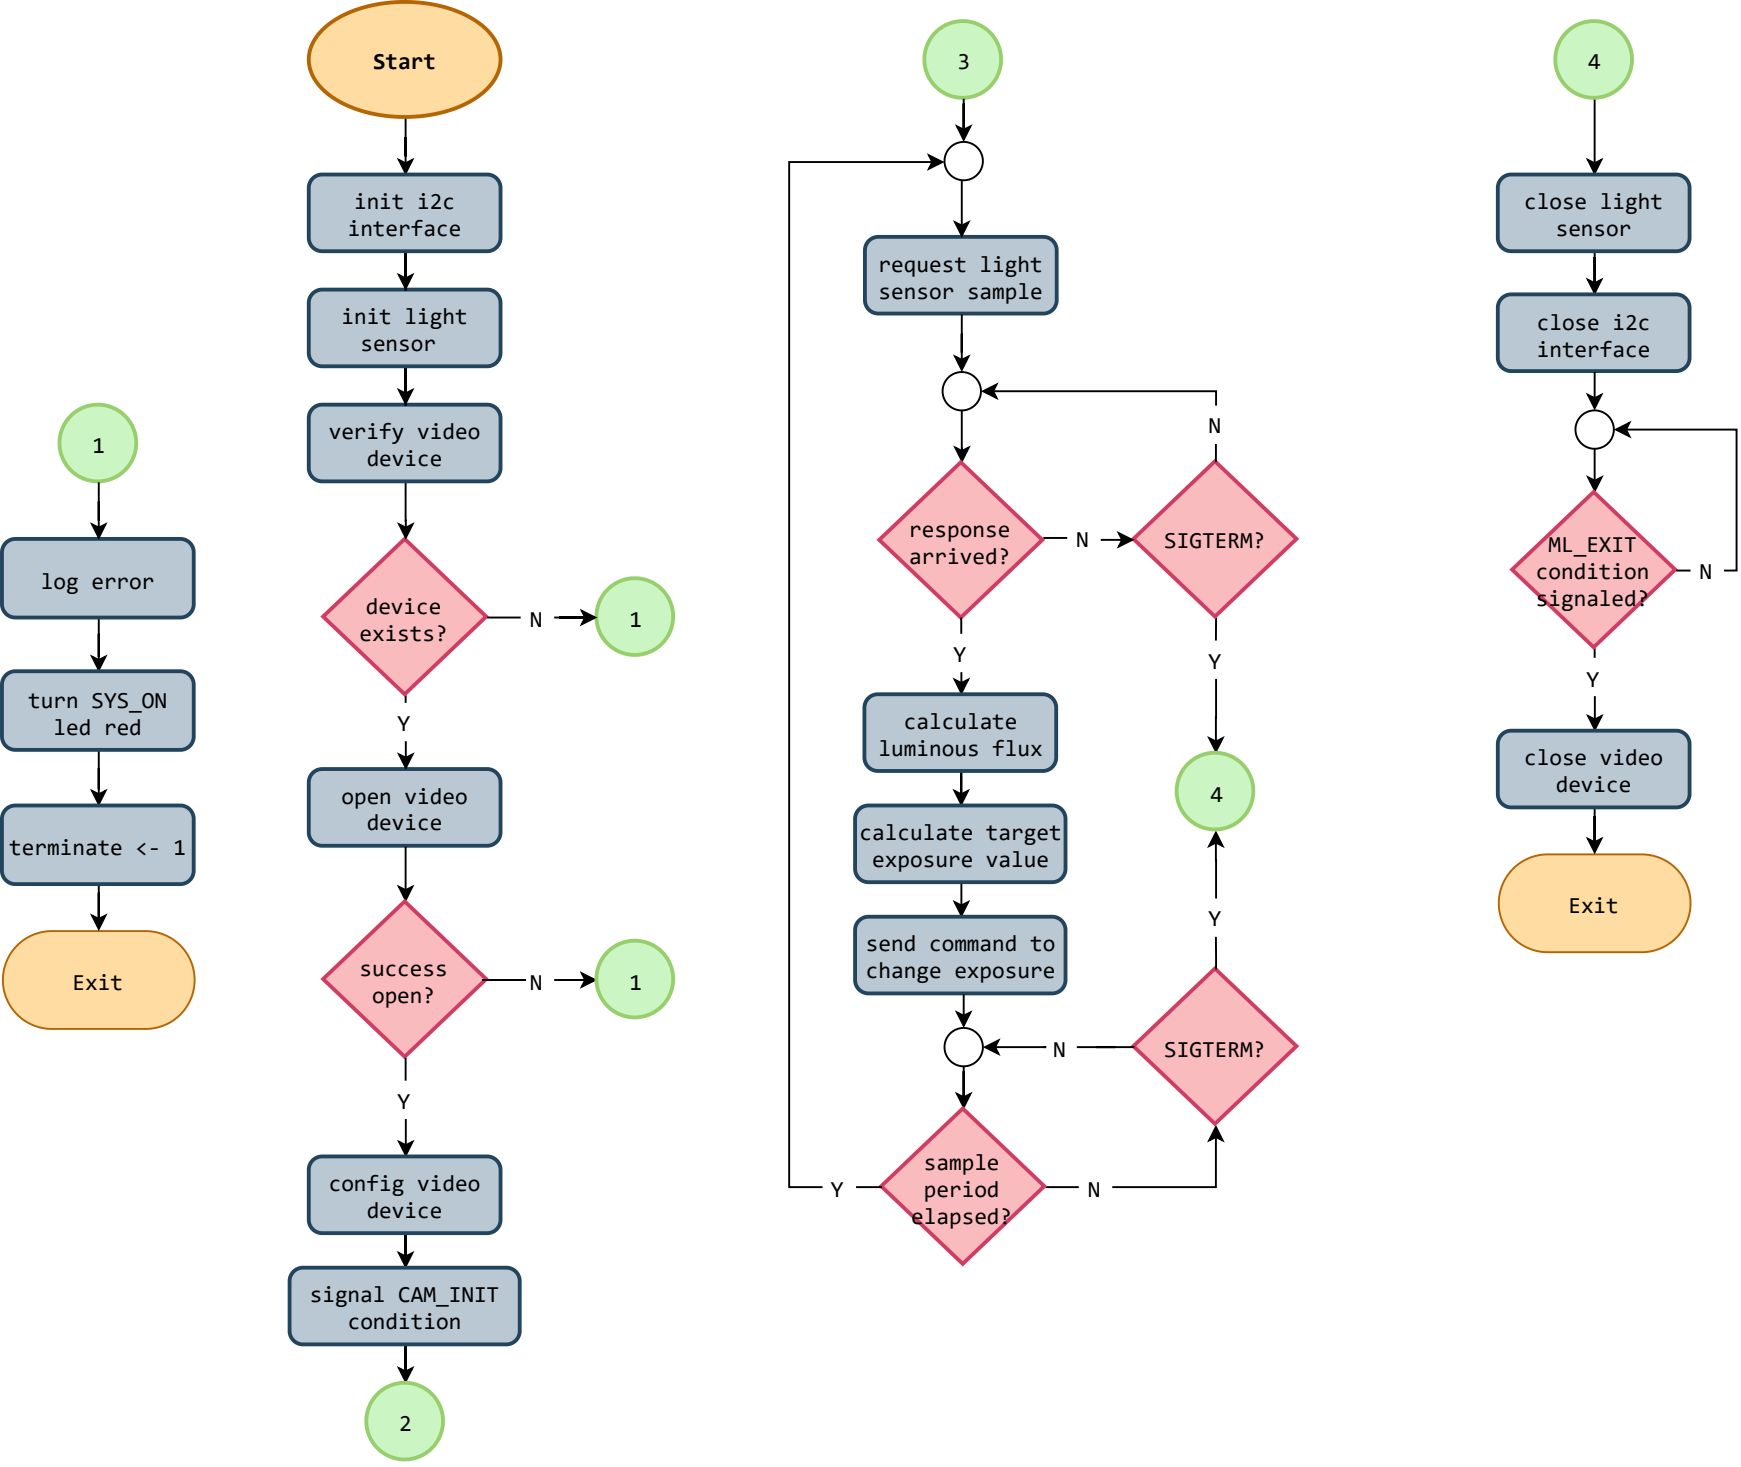 1
log error
turn SYS_ON
led red
terminate <- 1
Exit
Start
init i2c
interface
init light
sensor
verify video
device
device
exists?
N
1
Y
open video
device
success
open?
N
1
Y
config video
device
signal CAM_INIT
condition
2
3
request light
sensor sample
response
arrived?
N
SIGTERM?
N
Y
Y
calculate
luminous flux
4
calculate target
exposure value
send command to
change exposure
Y
N
SIGTERM?
sample
period
elapsed?
Y
N
4
close light
sensor
close i2c
interface
ML_EXIT
condition
signaled?
N
Y
close video
device
Exit